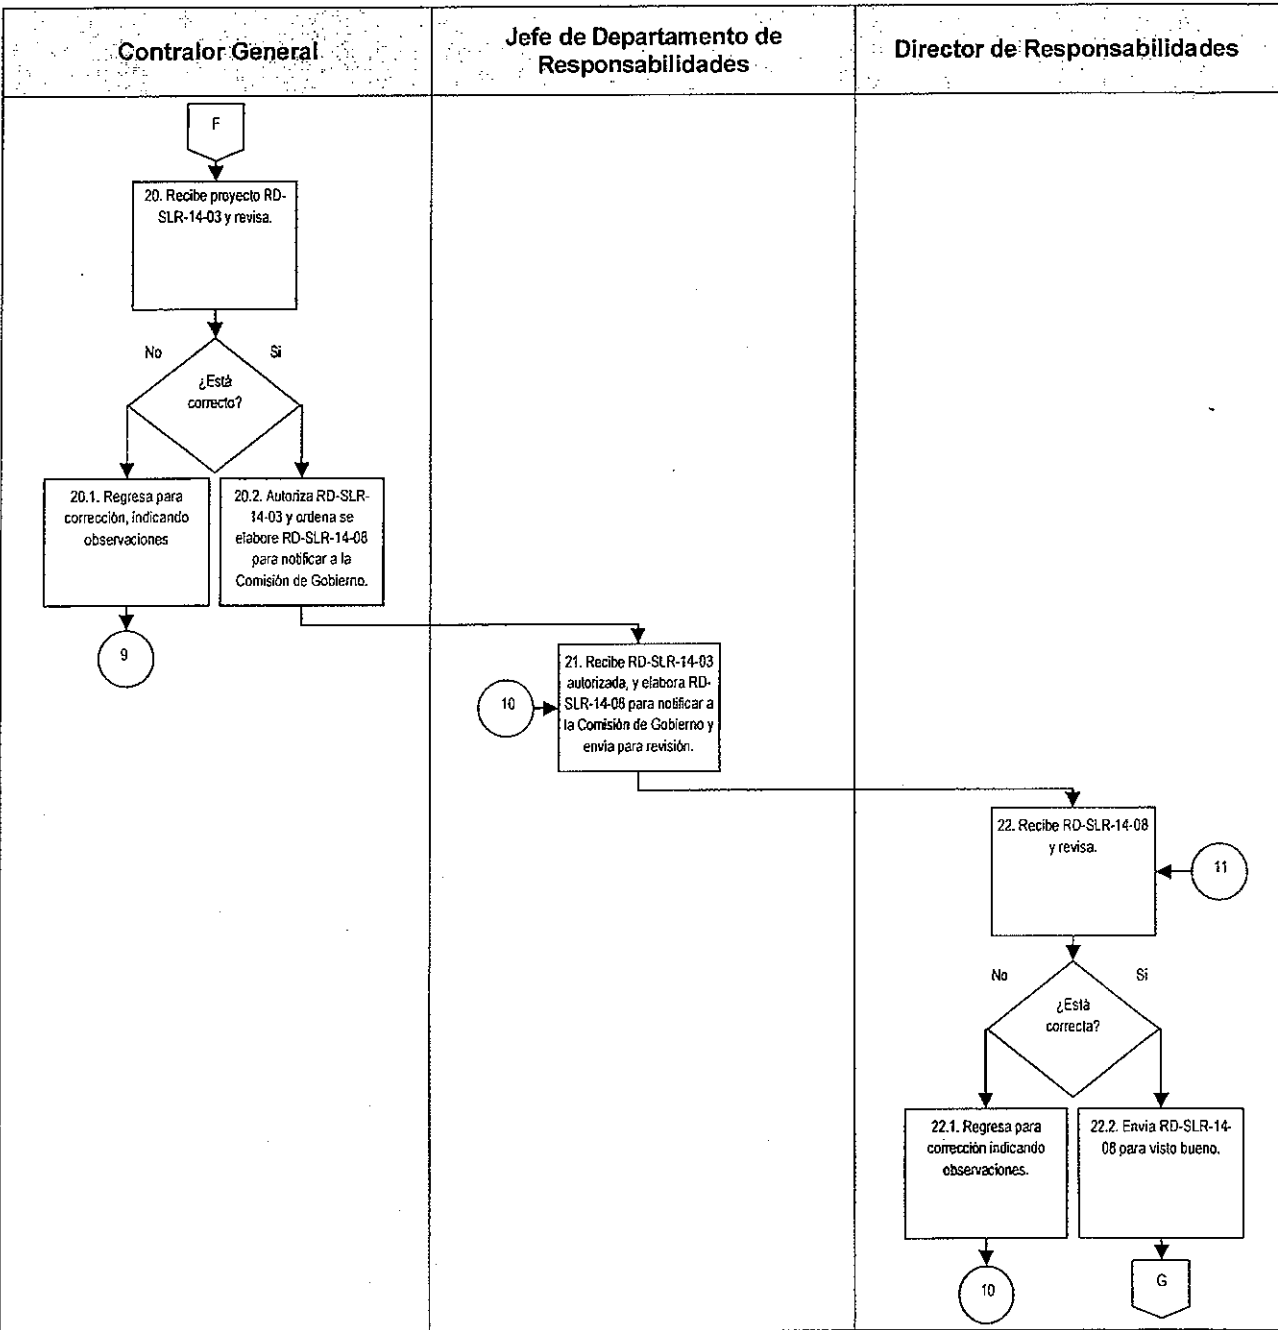 Contralor General
Jefe de Departamento de
Responsabilidades
Director de Responsabilidades
F
20. Recibe proyecto RD-
SLR-14-03 y revisa.
No
Si
¿Está
correcto?
20.1. Regresa para
corrección, indicando
observaciones
20.2. Autoriza RD-SLR-
14-03 y ordena se
elabore RD-SLR-14-08
para notificar a la
Comisión de Gobierno.
9
10
21. Recibe RD-SLR-14-03
autorizada, y elabora RD-
SLR-14-08 para notificar a
la Comisión de Gobierno y
envia para revisión.
22. Recibe RD-SLR-14-08
y revisa.
11
No
Si
¿Està
correcta?
22.1. Regresa para
corrección indicando
observaciones.
22.2. Envia RD-SLR-14-
08 para visto bueno.
10
G